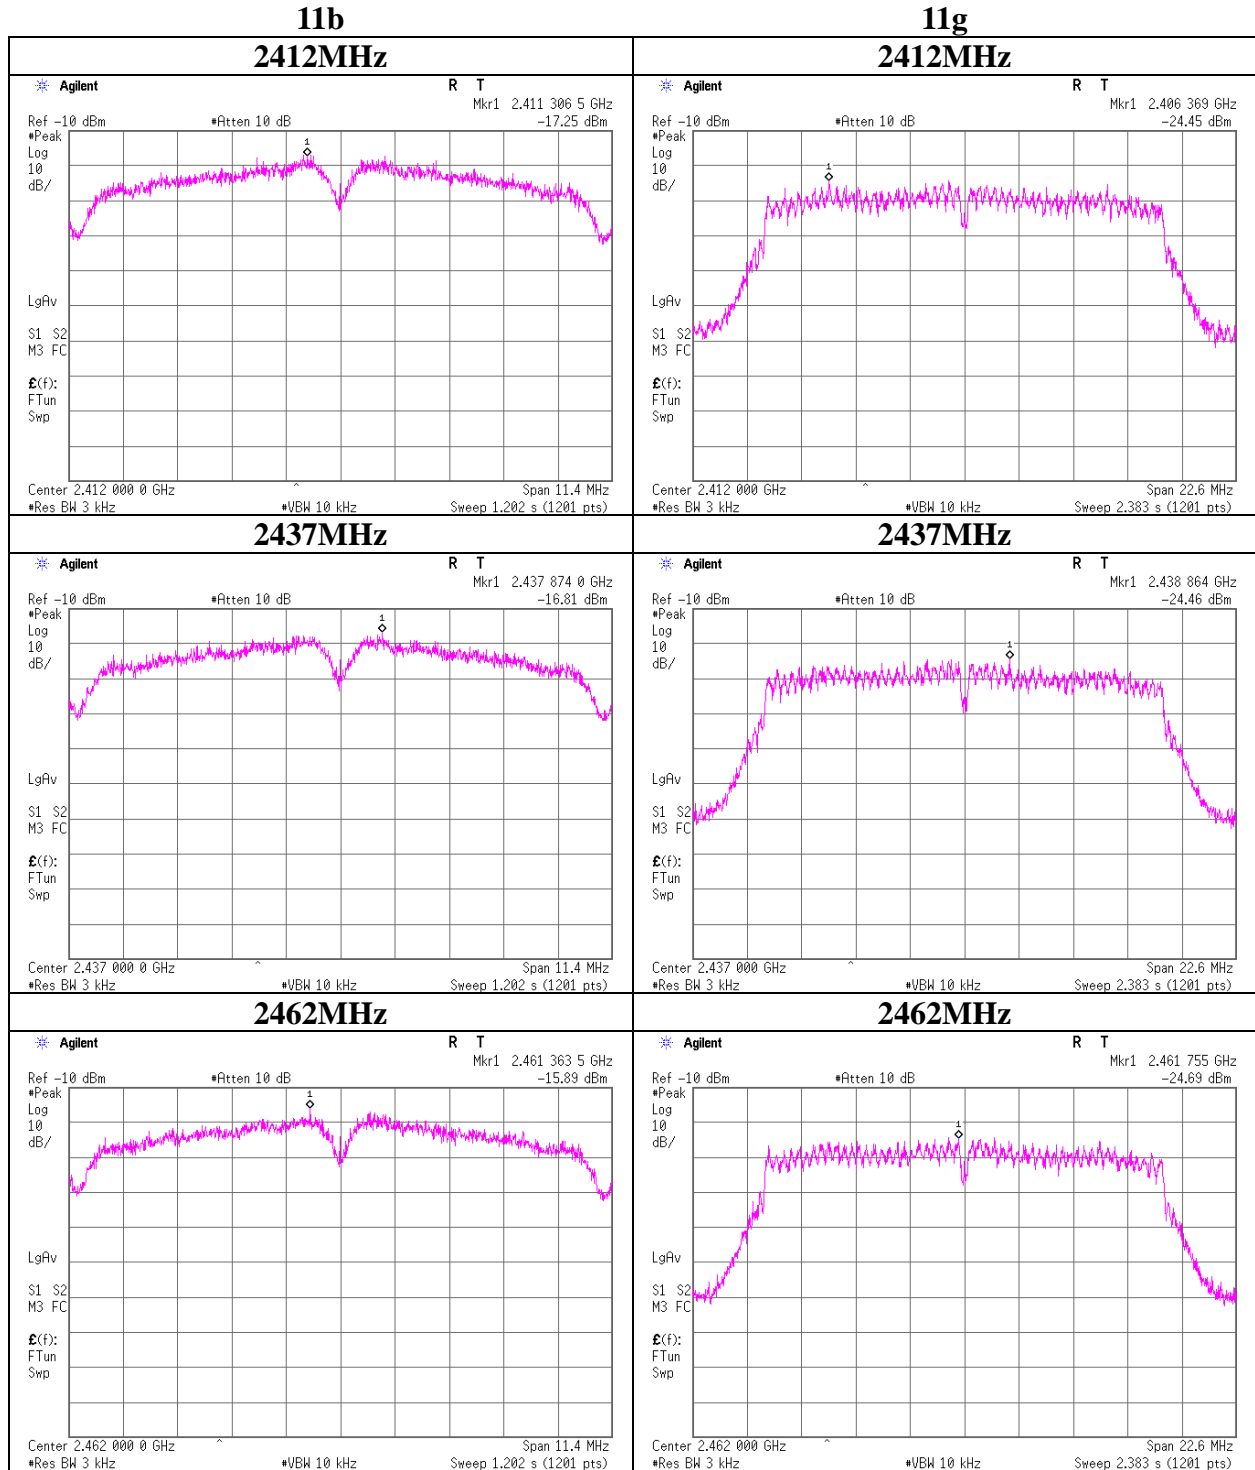 11b 11g
2412MHz 2412MHz
Agilent R T
Mkr1 2.411 306 5 GHz
Ref -10 dBm #Atten 10 dB -17.25 dBm
#Peak
Log
10
dB/
1
LgAv
S1 S2
M3 FC
£(f):
FTun
Swp
Center 2.412 000 0 GHz ^ Span 11.4 MHz
#Res BW 3 kHz #VBW 10 kHz Sweep 1.202 s (1201 pts)
Agilent R T
Mkr1 2.406 369 GHz
Ref -10 dBm #Atten 10 dB -24.45 dBm
#Peak
Log
10
dB/
1
LgAv
S1 S2
M3 FC
£(f):
FTun
Swp
Center 2.412 000 GHz ^ Span 22.6 MHz
#Res BW 3 kHz #VBW 10 kHz Sweep 2.383 s (1201 pts)
2437MHz 2437MHz
Agilent R T
Mkr1 2.437 874 0 GHz
Ref -10 dBm #Atten 10 dB -16.81 dBm
#Peak
Log
10
dB/
1
LgAv
S1 S2
M3 FC
£(f):
FTun
Swp
Center 2.437 000 0 GHz ^ Span 11.4 MHz
#Res BW 3 kHz #VBW 10 kHz Sweep 1.202 s (1201 pts)
Agilent R T
Mkr1 2.438 864 GHz
Ref -10 dBm #Atten 10 dB -24.46 dBm
#Peak
Log
10
dB/
1
LgAv
S1 S2
M3 FC
£(f):
FTun
Swp
Center 2.437 000 GHz ^ Span 22.6 MHz
#Res BW 3 kHz #VBW 10 kHz Sweep 2.383 s (1201 pts)
2462MHz 2462MHz
Agilent R T
Mkr1 2.461 363 5 GHz
Ref -10 dBm #Atten 10 dB -15.89 dBm
#Peak
Log
10
dB/
1
LgAv
S1 S2
M3 FC
£(f):
FTun
Swp
Center 2.462 000 0 GHz ^ Span 11.4 MHz
#Res BW 3 kHz #VBW 10 kHz Sweep 1.202 s (1201 pts)
Agilent R T
Mkr1 2.461 755 GHz
Ref -10 dBm #Atten 10 dB -24.69 dBm
#Peak
Log
10
dB/
1
LgAv
S1 S2
M3 FC
£(f):
FTun
Swp
Center 2.462 000 GHz ^ Span 22.6 MHz
#Res BW 3 kHz #VBW 10 kHz Sweep 2.383 s (1201 pts)